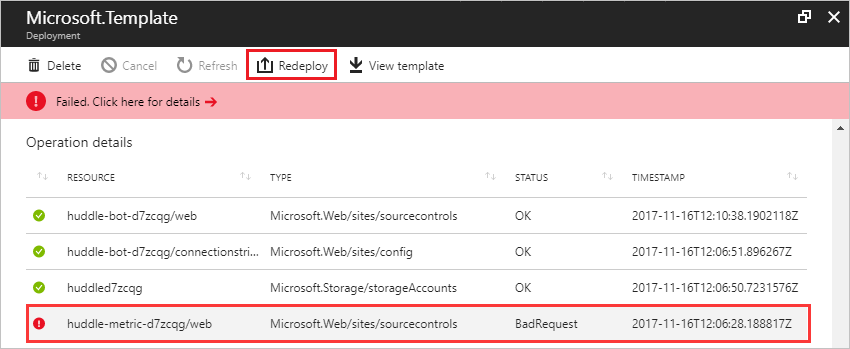 Microsoft.Template
Deployment
Delete Cancel Refresh Redeploy View template
Failed. Click here for details
Operation details
RESOURCE TYPE STATUS TIMESTAMP
huddle-bot-d7zcqg/web Microsoft.Web/sites/sourcecontrols OK 2017-11-16T12:10:38.1902118Z
huddle-bot-d7zcqg/connectionstri... Microsoft.Web/sites/config OK 2017-11-16T12:06:51.896267Z
huddled7zcqg Microsoft.Storage/storageAccounts OK 2017-11-16T12:06:50.7231576Z
huddle-metric-d7zcqg/web Microsoft.Web/sites/sourcecontrols BadRequest 2017-11-16T12:06:28.188817Z